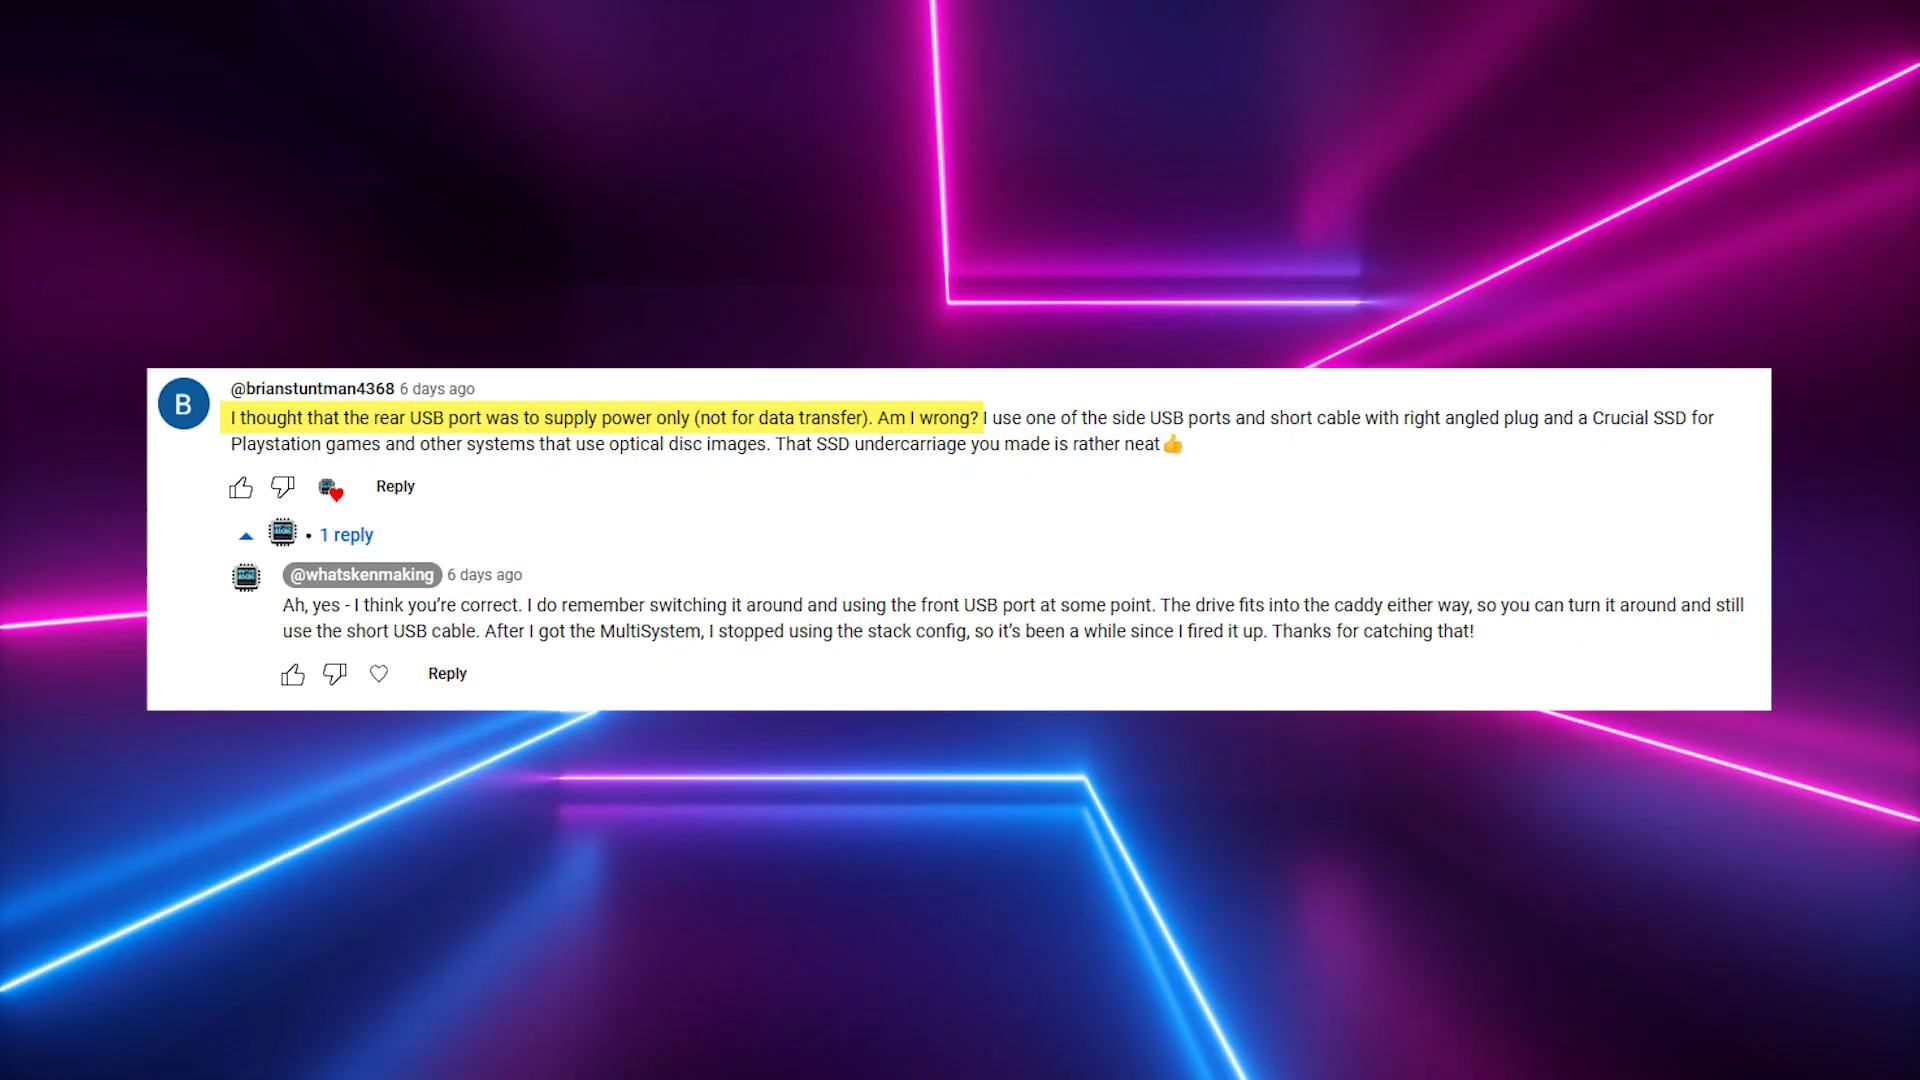 B
@brianstuntman4368 6 days ago
I thought that the rear USB port was to supply power only (not for data transfer). Am I wrong? I use one of the side USB ports and short cable with right angled plug and a Crucial SSD for
Playstation games and other systems that use optical disc images. That SSD undercarriage you made is rather neat👍
Reply
• 1 reply
@whatskenmaking 6 days ago
Ah, yes - I think you're correct. I do remember switching it around and using the front USB port at some point. The drive fits into the caddy either way, so you can turn it around and still
use the short USB cable. After I got the MultiSystem, I stopped using the stack config, so it's been a while since I fired it up. Thanks for catching that!
Reply